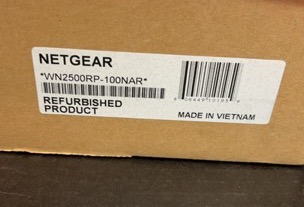 NETGEAR
*WN2500RP-100NAR*
REFURBISHED
PRODUCT
MADE IN VIETNAM